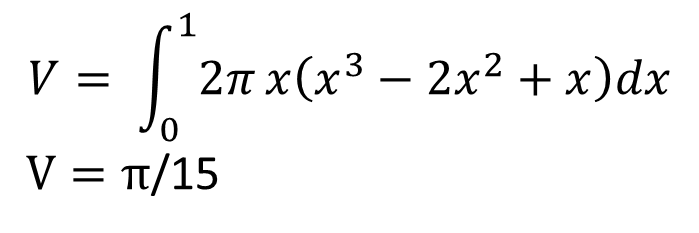 V = ∫₀¹ 2π x(x³ − 2x² + x)dx
V = π/15